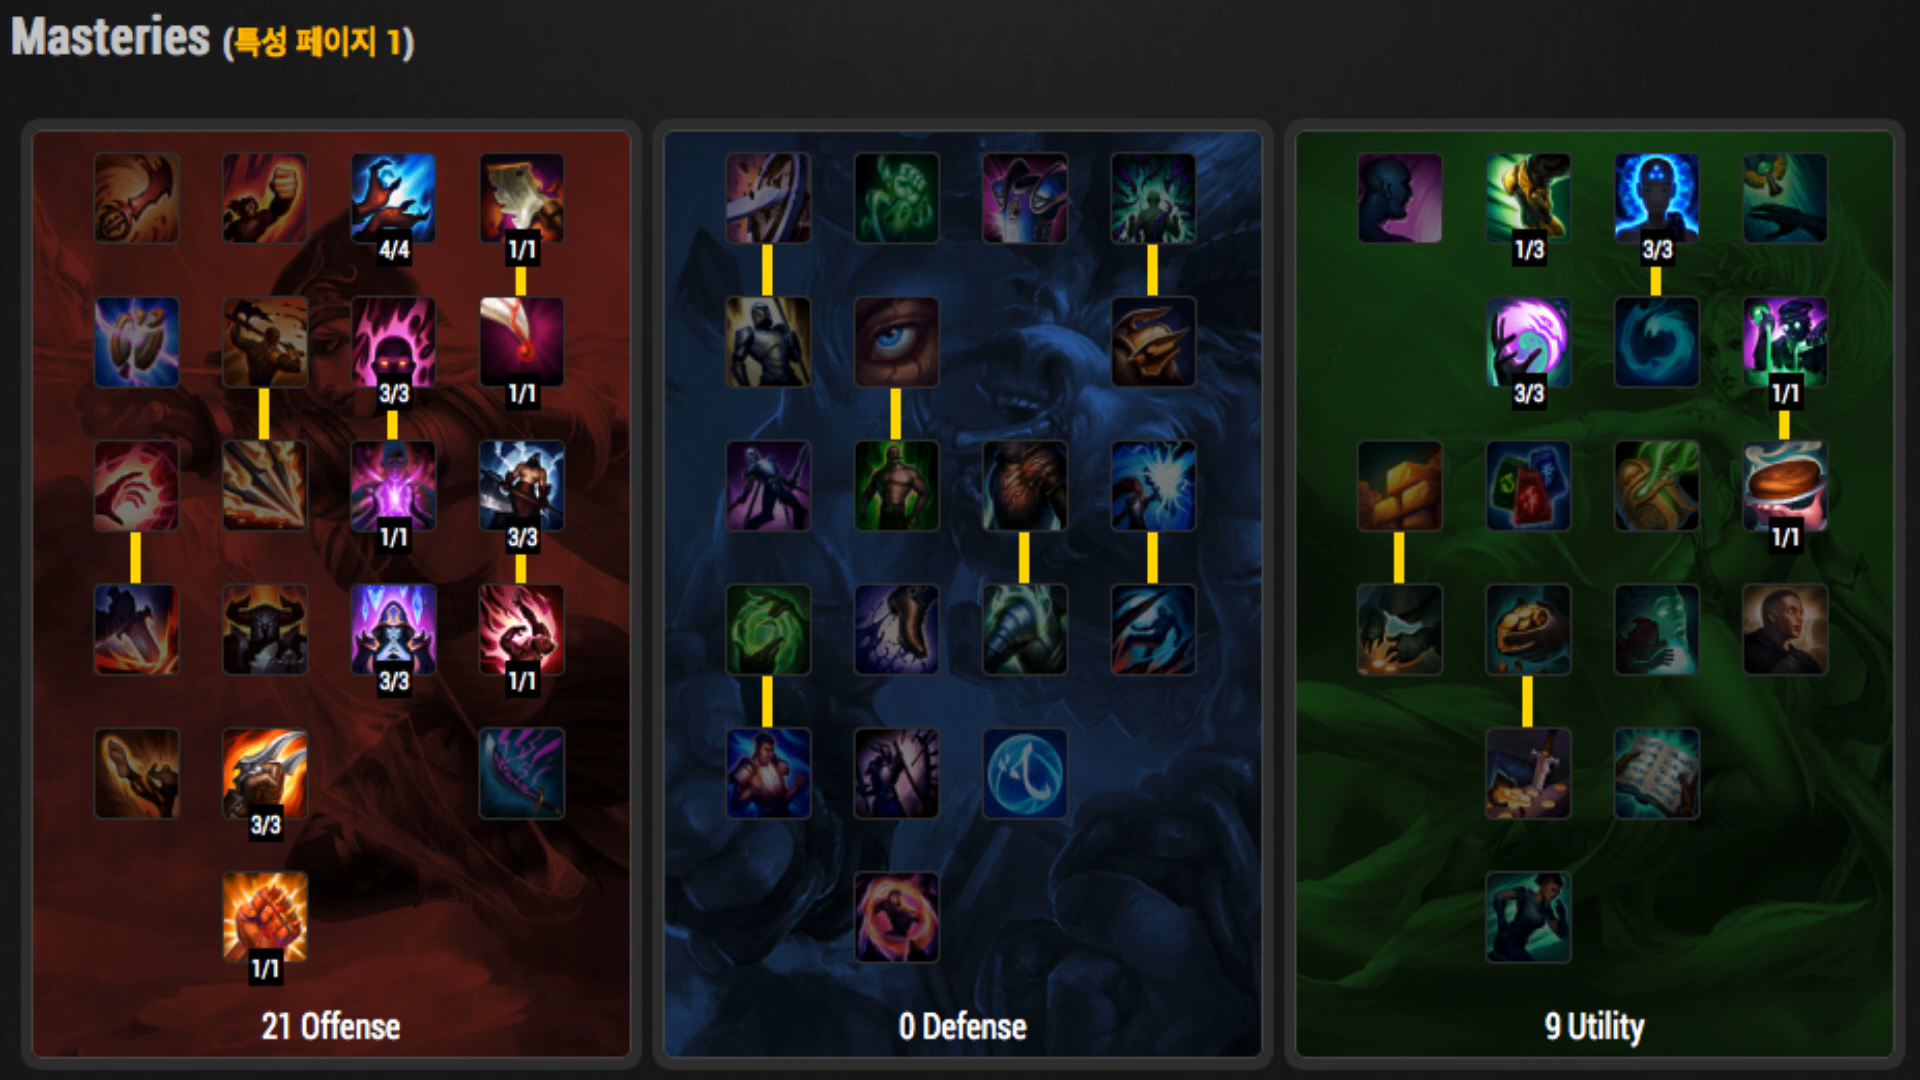 Masteries (특성 페이지 1)
4/4 1/1
3/3 1/1
1/1 3/3
3/3 1/1
3/3
1/1
21 Offense
0 Defense
1/3 3/3
3/3 1/1
1/1
9 Utility